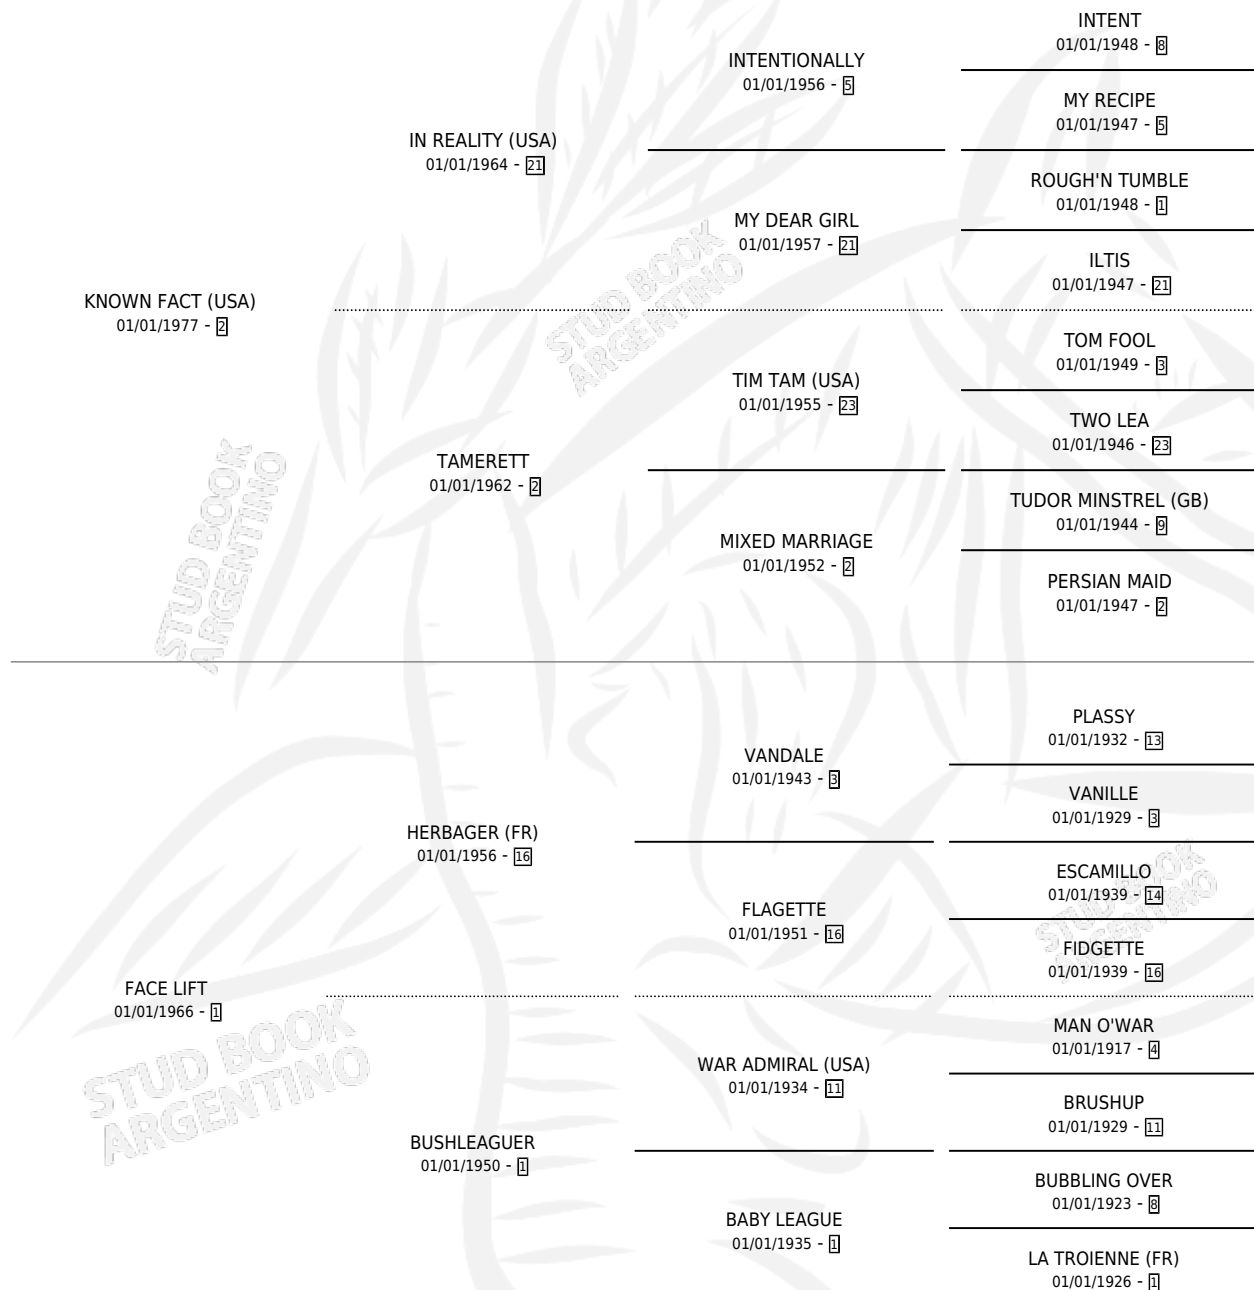 INTENT
01/01/1948 - 8
INTENTIONALLY
01/01/1956 - 5
MY RECIPE
01/01/1947 - 5
IN REALITY (USA)
01/01/1964 - 21
ROUGH'N TUMBLE
01/01/1948 - 1
MY DEAR GIRL
01/01/1957 - 21
ILTIS
01/01/1947 - 21
KNOWN FACT (USA)
01/01/1977 - 2
TOM FOOL
01/01/1949 - 3
TIM TAM (USA)
01/01/1955 - 23
TWO LEA
01/01/1946 - 23
TAMERETT
01/01/1962 - 2
TUDOR MINSTREL (GB)
01/01/1944 - 9
MIXED MARRIAGE
01/01/1952 - 2
PERSIAN MAID
01/01/1947 - 2
PLASSY
01/01/1932 - 13
VANDALE
01/01/1943 - 3
VANILLE
01/01/1929 - 3
HERBAGER (FR)
01/01/1956 - 16
ESCAMILLO
01/01/1939 - 14
FLAGETTE
01/01/1951 - 16
FIDGETTE
01/01/1939 - 16
FACE LIFT
01/01/1966 - 1
MAN O'WAR
01/01/1917 - 4
WAR ADMIRAL (USA)
01/01/1934 - 11
BRUSHUP
01/01/1929 - 11
BUSHLEAGUER
01/01/1950 - 1
BUBBLING OVER
01/01/1923 - 8
BABY LEAGUE
01/01/1935 - 1
LA TROIENNE (FR)
01/01/1926 - 1
STUD BOOK
ARGENTINO
STUD BOOK
ARGENTINO
STUD BOOK
ARGENTINO
STUD BOOK
ARGENTINO